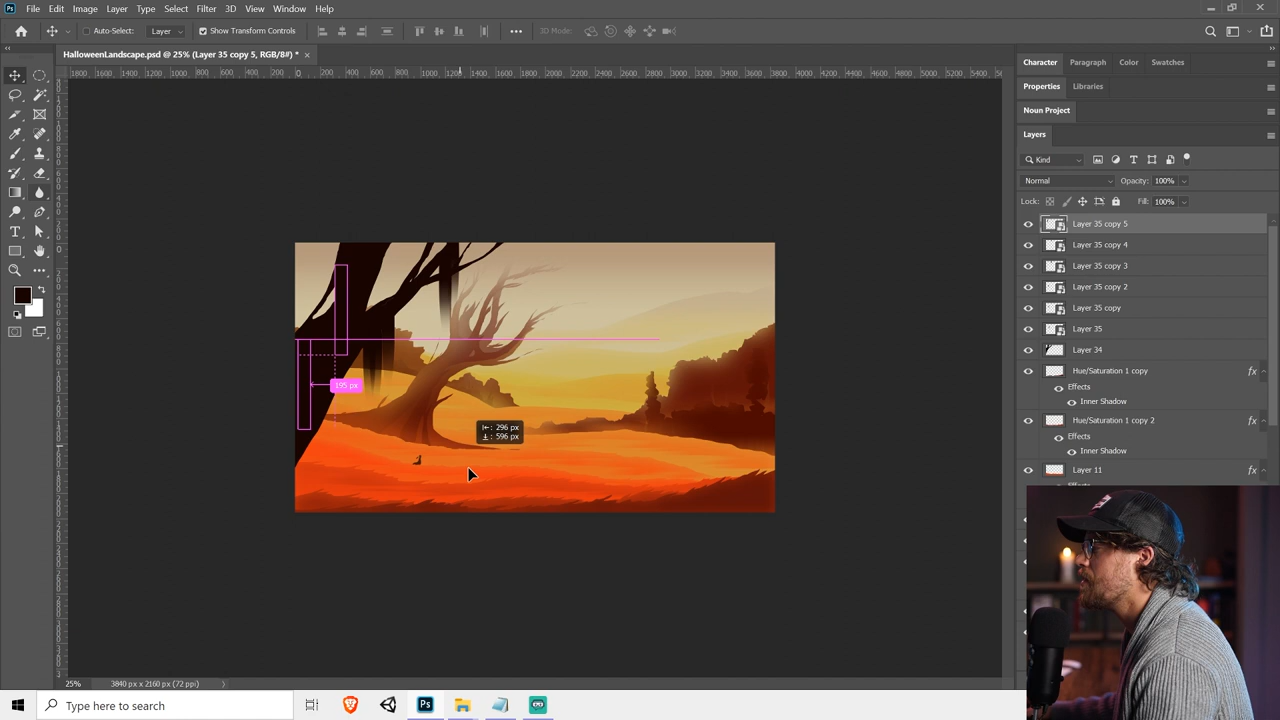 File Edit Image Layer Type Select Filter 3D View Window Help
Auto-Select: Layer Show Transform Controls 3D Mode:
HalloweenLandscape.psd @ 25% (Layer 35 copy 5, RGB/8#) *
Character Paragraph Color Swatches
Properties Libraries
Noun Project
Layers
Kind
Normal Opacity: 100%
Lock: Fill: 100%
Layer 35 copy 5
Layer 35 copy 4
Layer 35 copy 3
Layer 35 copy 2
Layer 35 copy
Layer 35
Layer 34
Hue/Saturation 1 copy fx
Effects
Inner Shadow
Hue/Saturation 1 copy 2
Effects
Inner Shadow
Layer 11 fx
195 px
: 296 px
: 596 px
25% 3840 px x 2160 px (72 ppi)
Type here to search
Ps